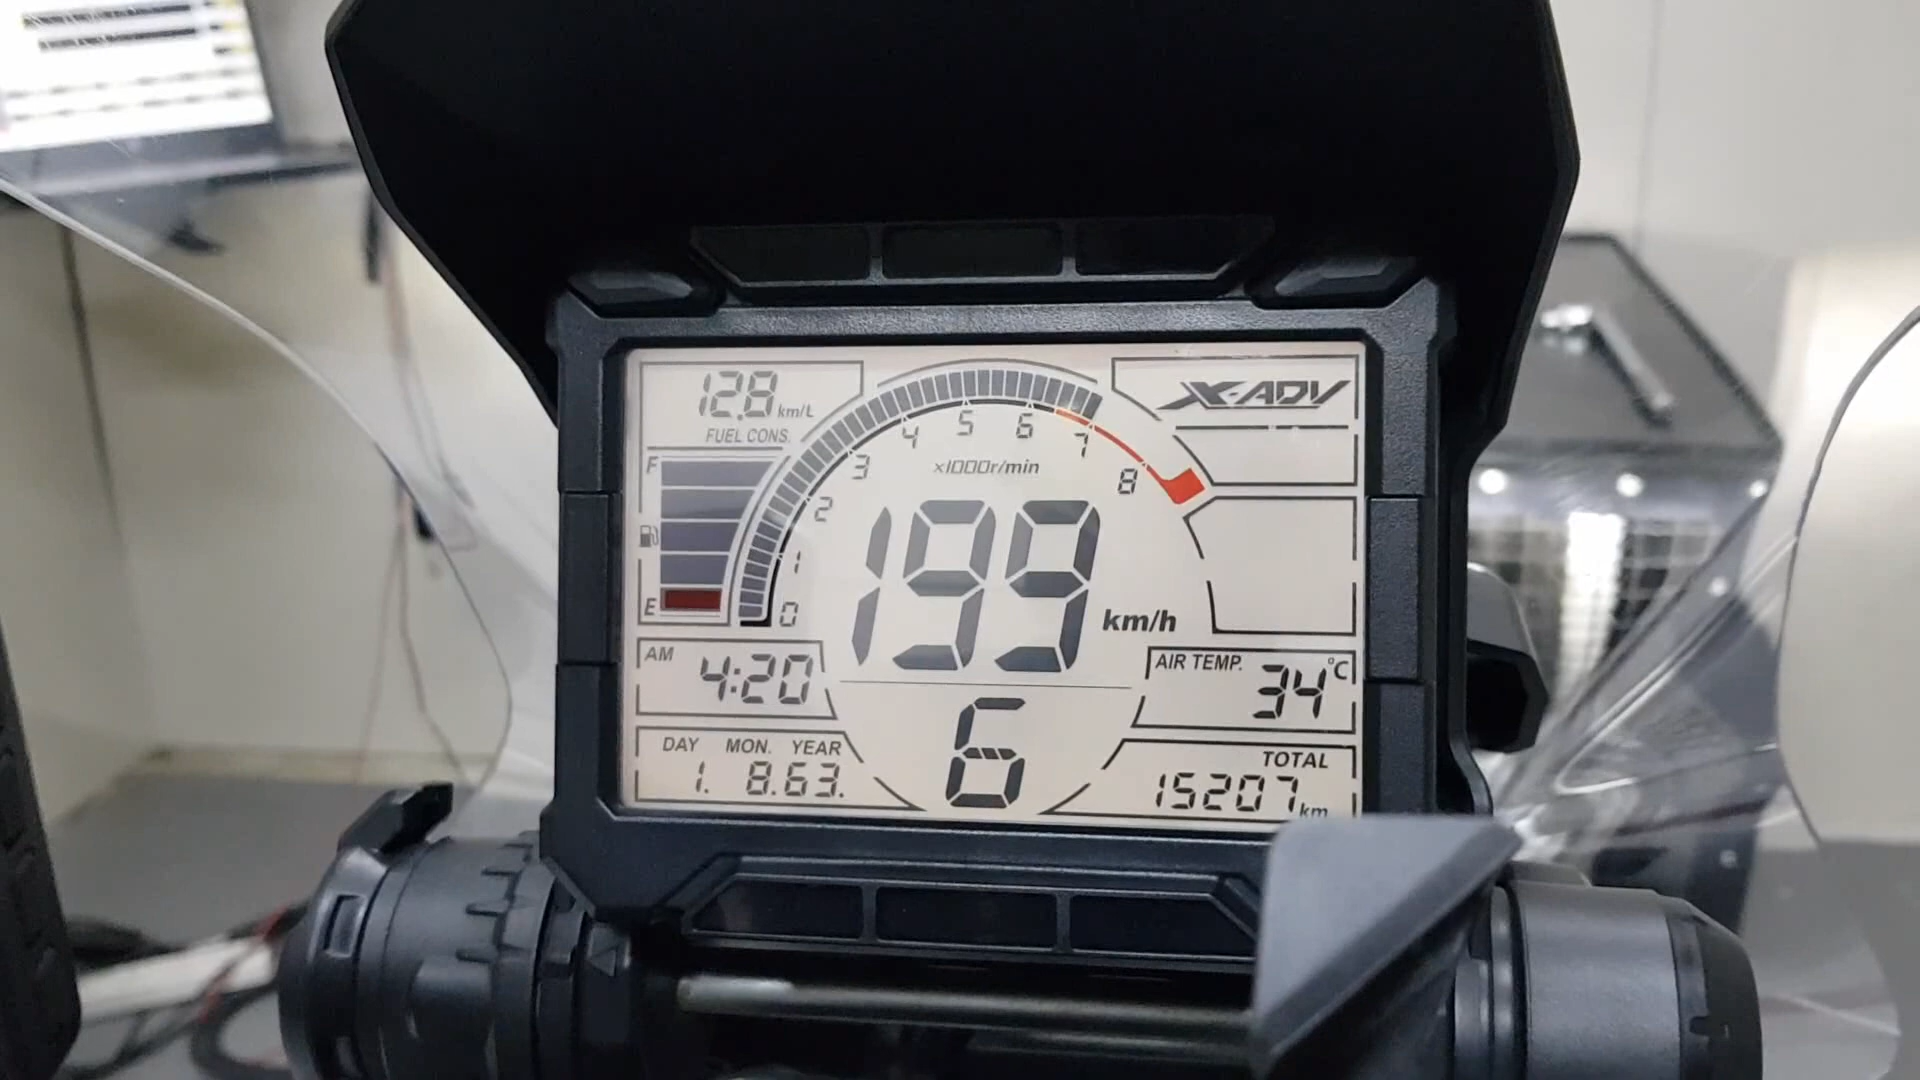 12.8 km/L
FUEL CONS.
X-ADV
F
E
0 1 2 3 4 5 6 7 8
×1000r/min
199 km/h
AM 4:20
AIR TEMP. 34°C
6
DAY MON. YEAR
1. 8.63.
TOTAL
15207 km